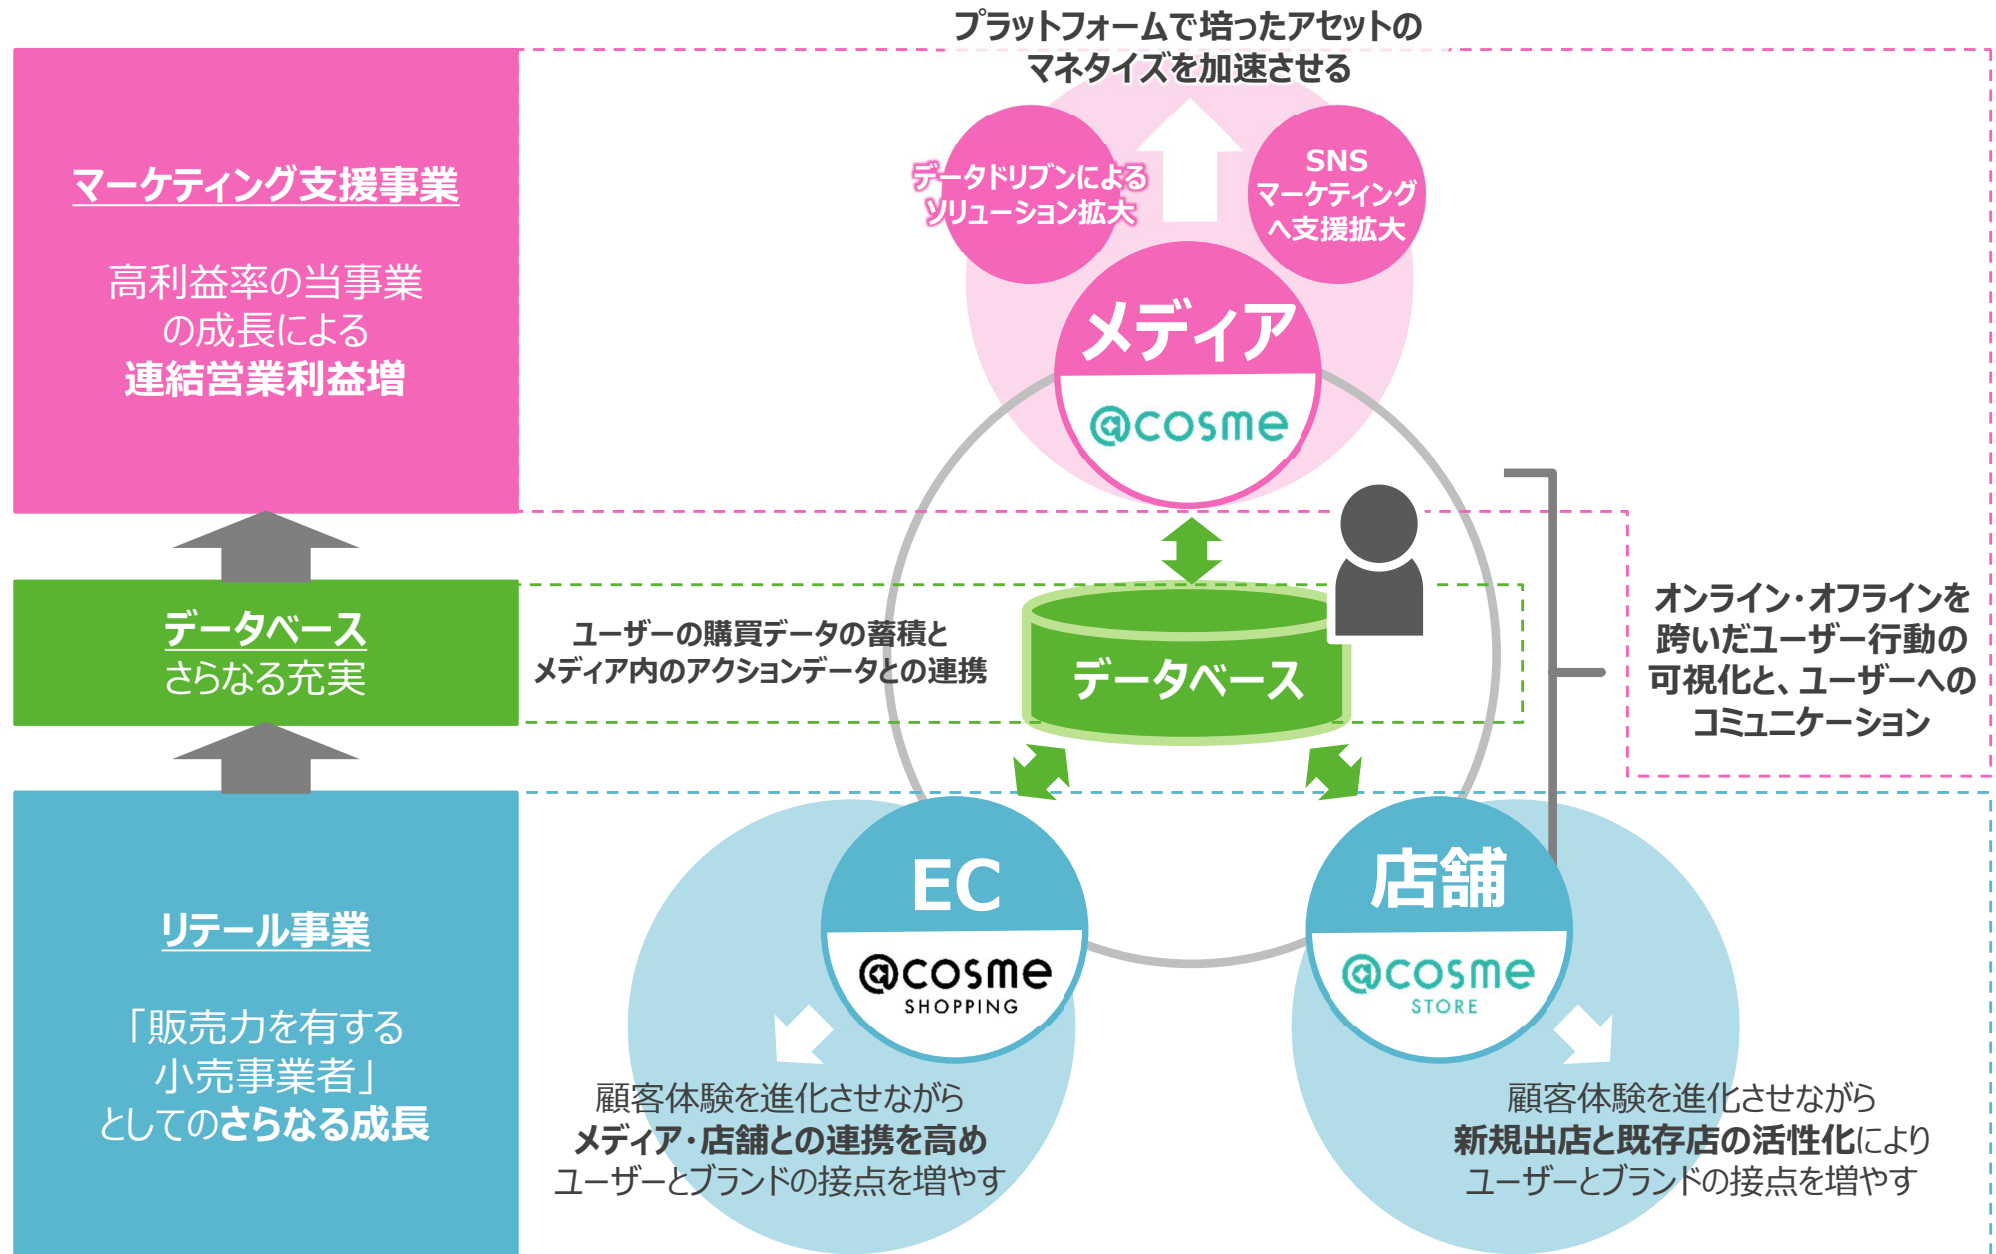 プラットフォームで培ったアセットの
マネタイズを加速させる
マーケティング支援事業
高利益率の当事業
の成長による
連結営業利益増
データドリブンによる
ソリューション拡大
SNS
マーケティング
へ支援拡大
メディア
@cosme
データベース
さらなる充実
ユーザーの購買データの蓄積と
メディア内のアクションデータとの連携
データベース
オンライン・オフラインを
跨いだユーザー行動の
可視化と、ユーザーへの
コミュニケーション
リテール事業
「販売力を有する
小売事業者」
としてのさらなる成長
EC
@cosme
SHOPPING
顧客体験を進化させながら
メディア・店舗との連携を高め
ユーザーとブランドの接点を増やす
店舗
@cosme
STORE
顧客体験を進化させながら
新規出店と既存店の活性化により
ユーザーとブランドの接点を増やす